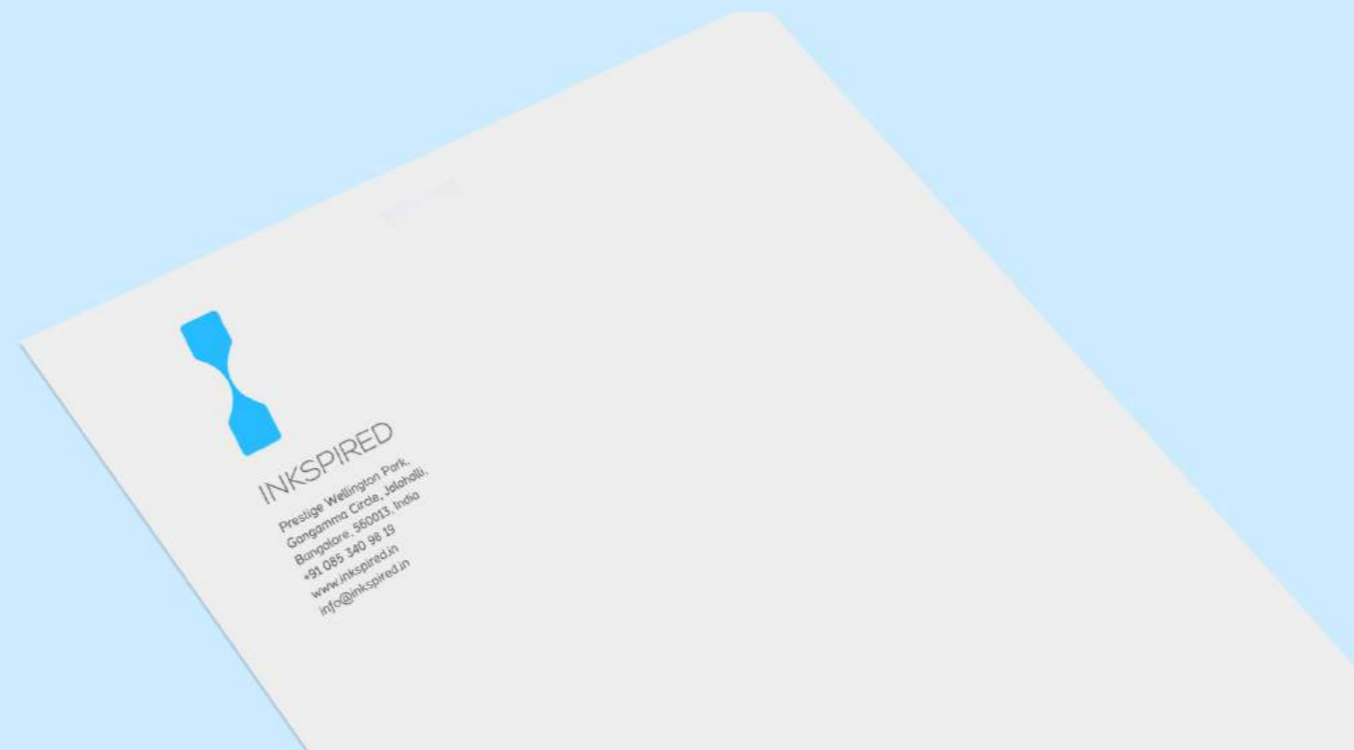 INKSPIRED
Prestige Wellington Park,
Gangamma Circle, Jalahalli,
Bangalore, 560013, India
+91 085 340 98 19
www.inkspired.in
info@inkspired.in